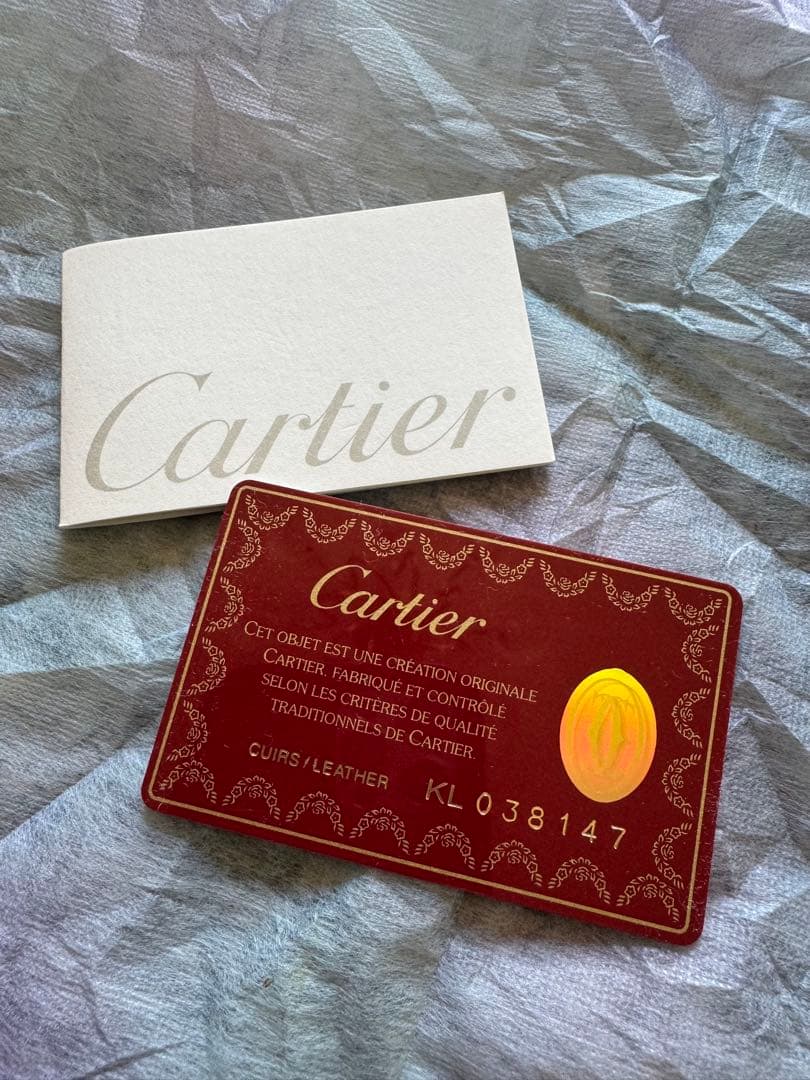 Cartier
Cartier
CET OBJET EST UNE CRÉATION ORIGINALE
CARTIER, FABRIQUÉ ET CONTRÔLÉ
SELON LES CRITÈRES DE QUALITÉ
TRADITIONNELS DE CARTIER.
CUIRS/LEATHER KL 038147